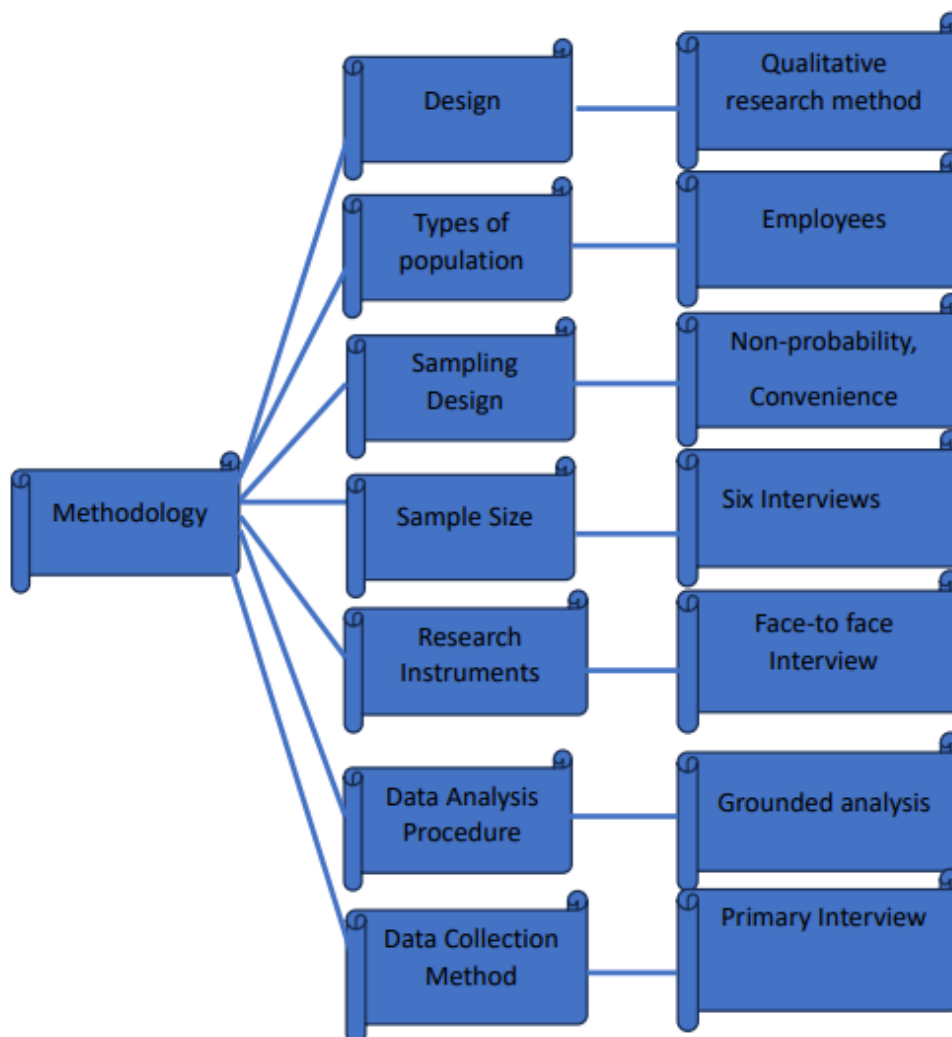 Design
Qualitative
research method
Types of
population
Employees
Sampling
Design
Non-probability,
Convenience
Methodology
Sample Size
Six Interviews
Research
Instruments
Face-to face
Interview
Data Analysis
Procedure
Grounded analysis
Data Collection
Method
Primary Interview